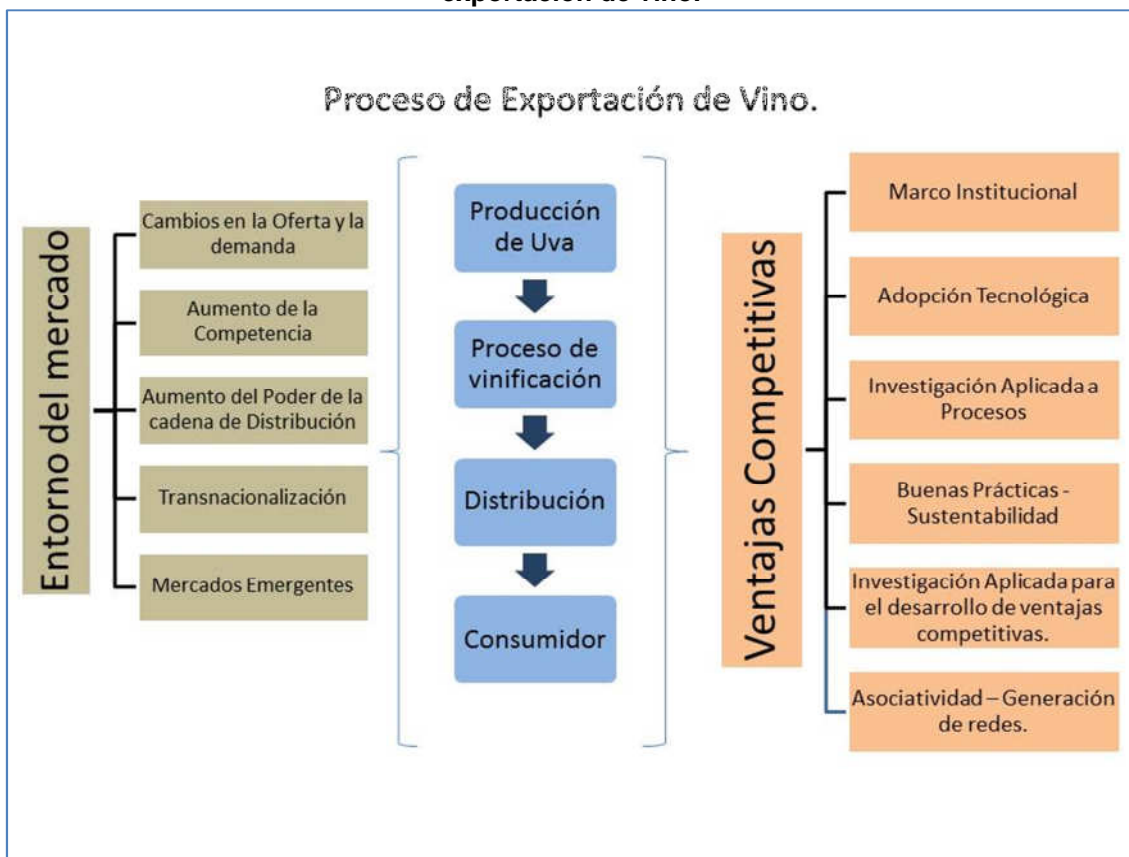 exportación de vino.
Proceso de Exportación de Vino.
Entorno del mercado
Cambios en la Oferta y la
demanda
Aumento de la
Competencia
Aumento del Poder de la
cadena de Distribución
Transnacionalización
Mercados Emergentes
Producción
de Uva
Proceso de
vinificación
Distribución
Consumidor
Ventajas Competitivas
Marco Institucional
Adopción Tecnológica
Investigación Aplicada a
Procesos
Buenas Prácticas -
Sustentabilidad
Investigación Aplicada para
el desarrollo de ventajas
competitivas.
Asociatividad – Generación
de redes.